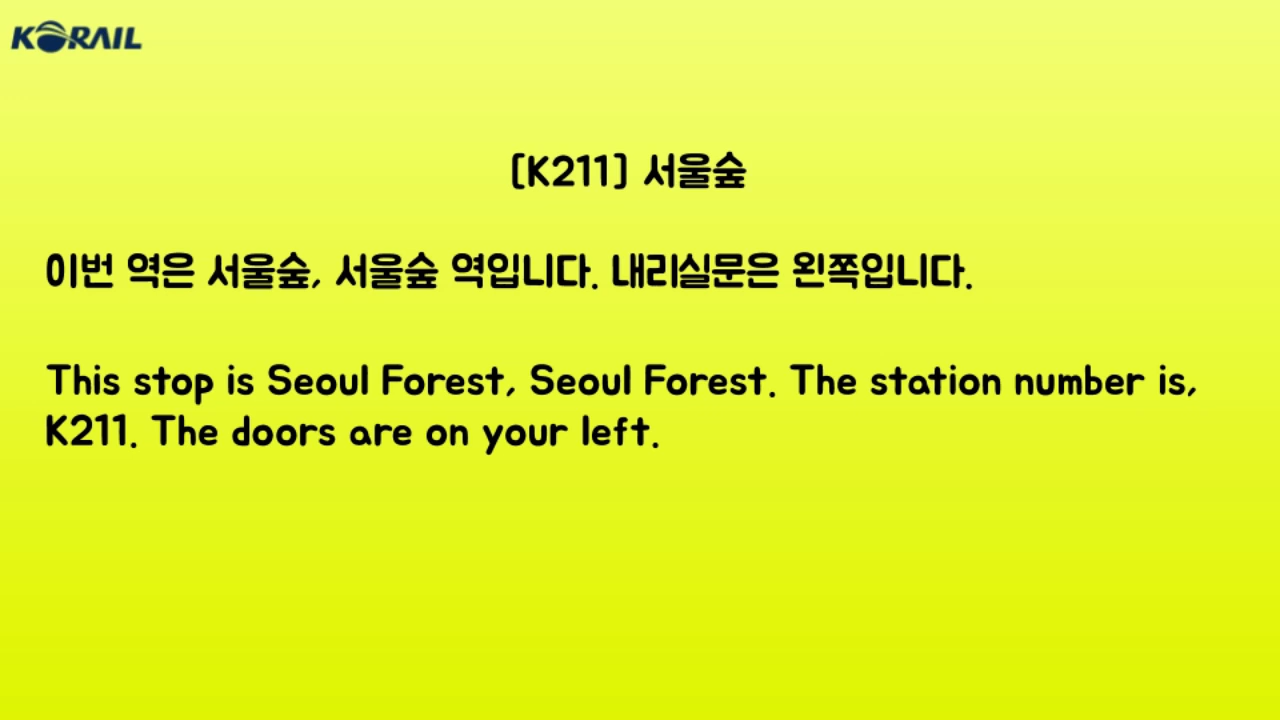 KORAIL
[K211] 서울숲
이번 역은 서울숲, 서울숲 역입니다. 내리실문은 왼쪽입니다.
This stop is Seoul Forest, Seoul Forest. The station number is,
K211. The doors are on your left.